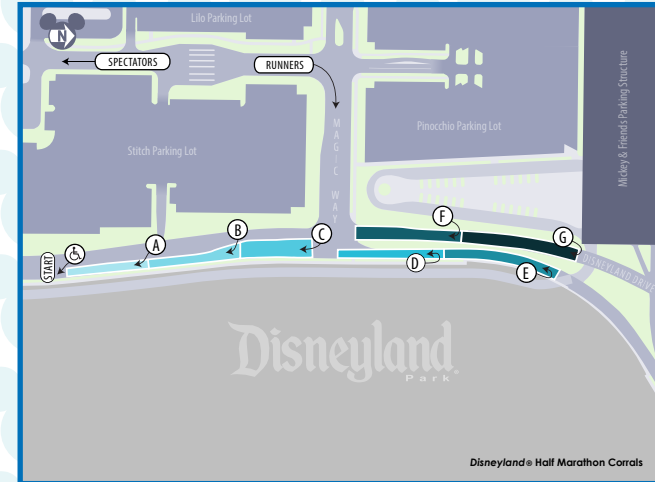 Lilo Parking Lot
N
SPECTATORS
RUNNERS
Mickey & Friends Parking Structure
MAGIC WAY
Pinocchio Parking Lot
Stitch Parking Lot
F
B
C
A
G
START
D
E
DISNEYLAND DRIVE
Disneyland®
Park
Disneyland® Half Marathon Corrals